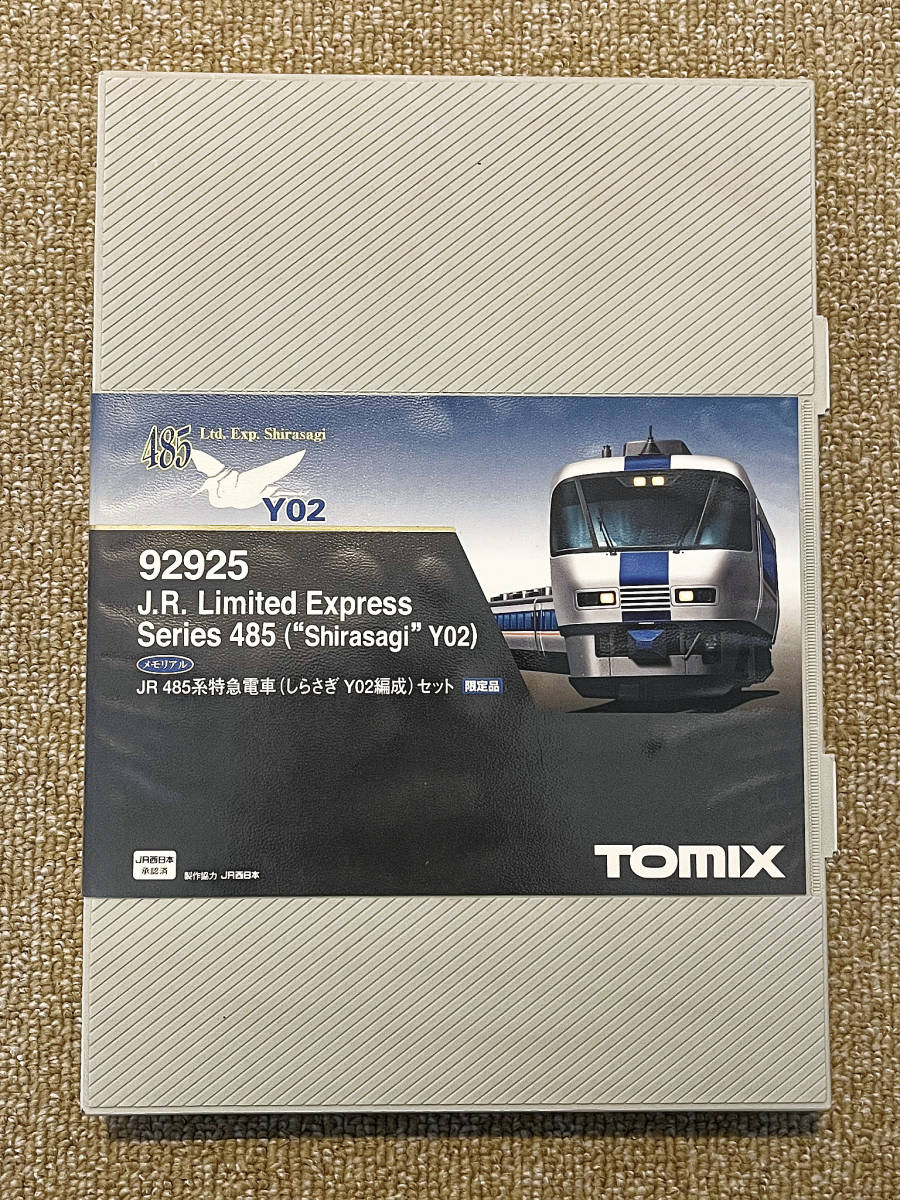 485 Ltd. Exp. Shirasagi
Y02
92925
J.R. Limited Express
Series 485 (“Shirasagi” Y02)
メモリアル
JR 485系特急電車(しらさぎ Y02編成)セット 限定品
JR西日本
承認済
製作協力 JR西日本
TOMIX